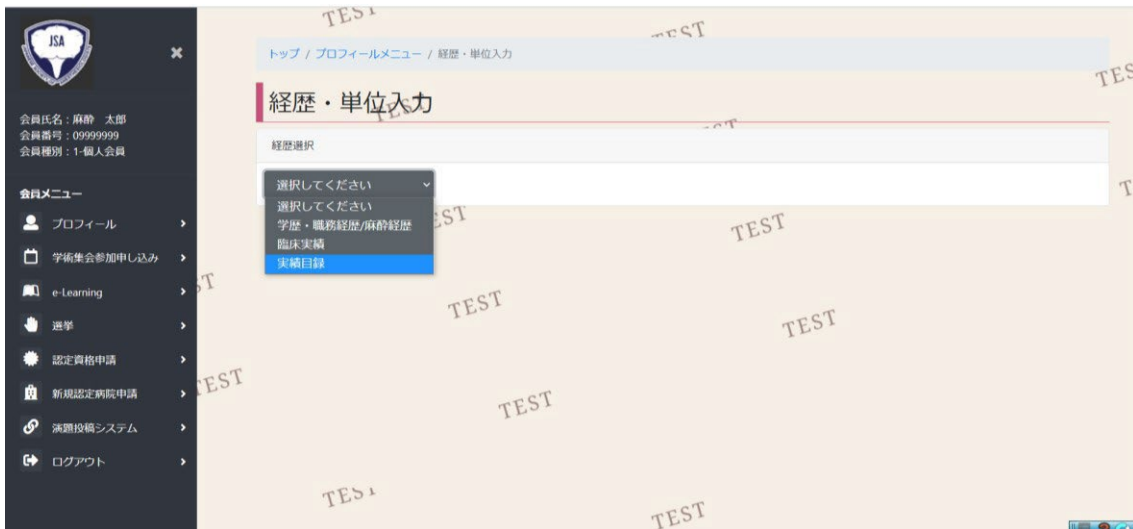 JSA
会員氏名：麻酔　太郎
会員番号：09999999
会員種別：1-個人会員
会員メニュー
プロフィール
学術集会参加申し込み
e-Learning
選挙
認定資格申請
新規認定病院申請
演題投稿システム
ログアウト
トップ / プロフィールメニュー / 経歴・単位入力
経歴・単位入力
経歴選択
選択してください
選択してください
学歴・職務経歴/麻酔経歴
臨床実績
実績目録
TEST
TEST
TEST
TEST
TEST
TEST
TEST
TEST
TEST